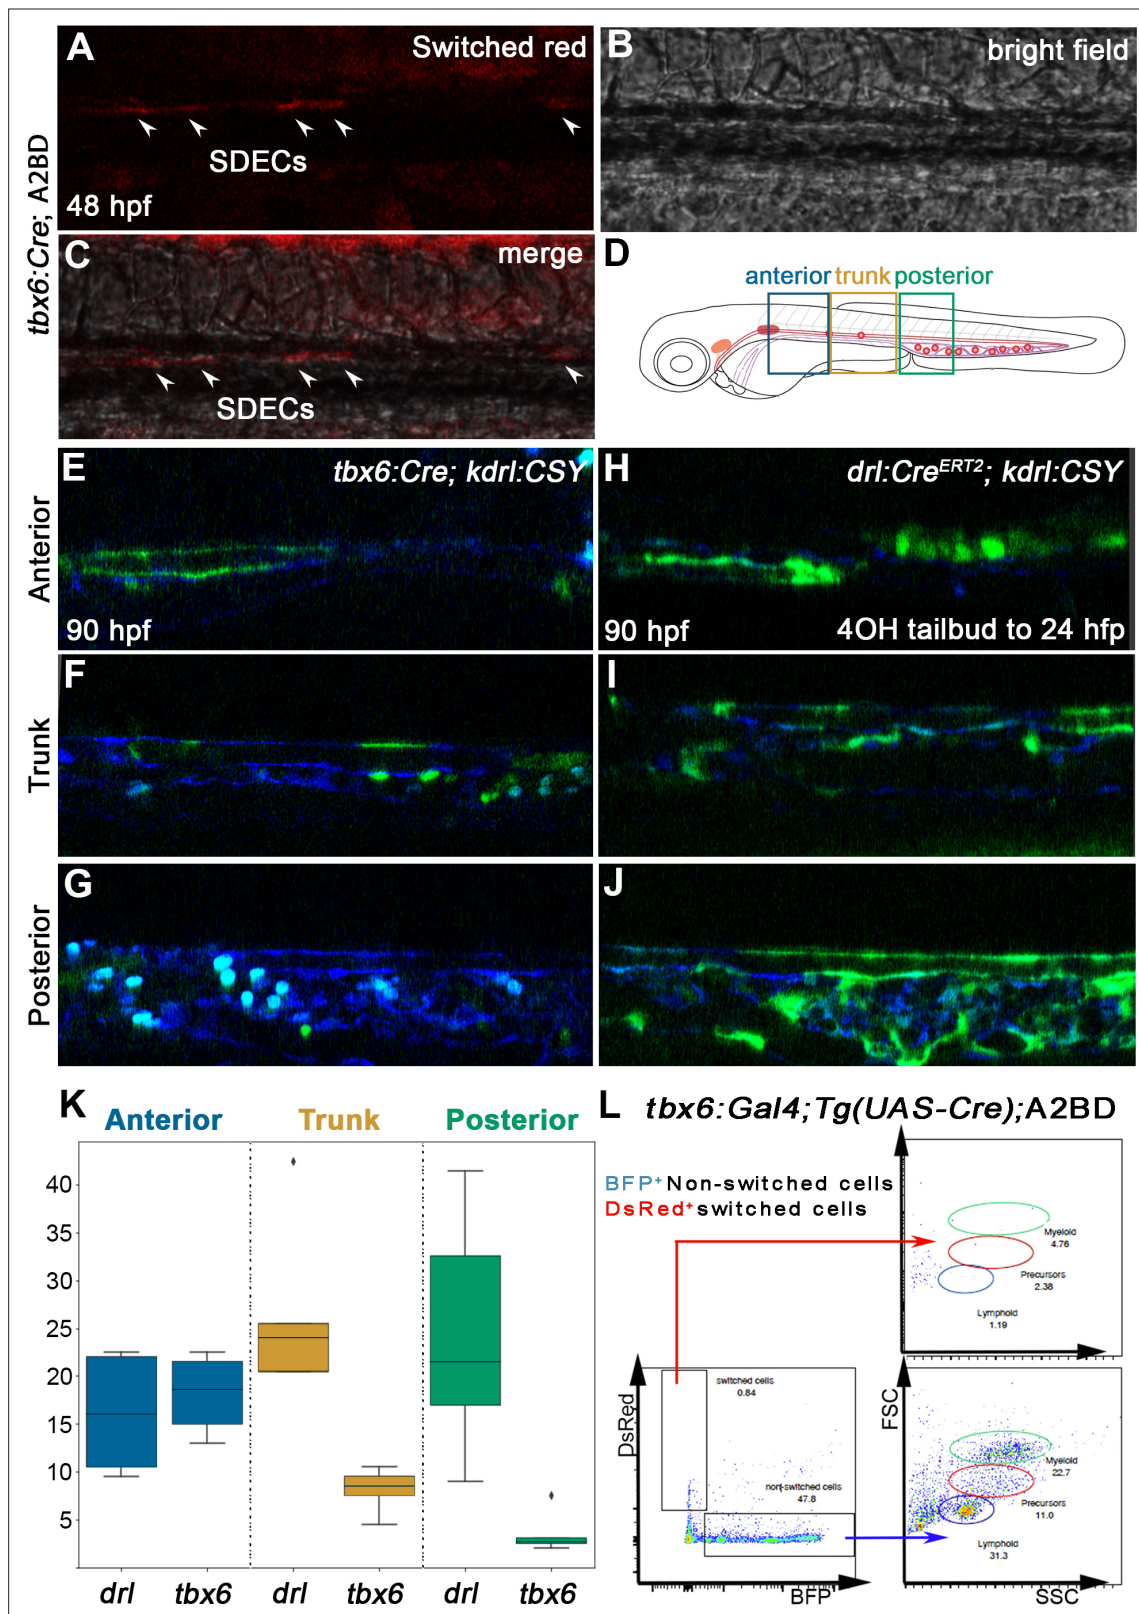 tbx6:Cre; A2BD
A
Switched red
SDECs
48 hpf
B
bright field
C
merge
SDECs
D
anterior trunk posterior
Anterior
E
tbx6:Cre; kdrl:CSY
90 hpf
H
drl:CreERT2; kdrl:CSY
90 hpf
4OH tailbud to 24 hfp
Trunk
F
I
Posterior
G
J
K
Anterior Trunk Posterior
40
35
30
25
20
15
10
5
drl tbx6 drl tbx6 drl tbx6
L
tbx6:Gal4;Tg(UAS-Cre);A2BD
BFP+ Non-switched cells
DsRed+ switched cells
Myeloid
4.76
Precursors
2.38
Lymphoid
1.19
DsRed
switched cells
0.84
non-switched cells
47.8
BFP
FSC
Myeloid
22.7
Precursors
11.0
Lymphoid
31.3
SSC